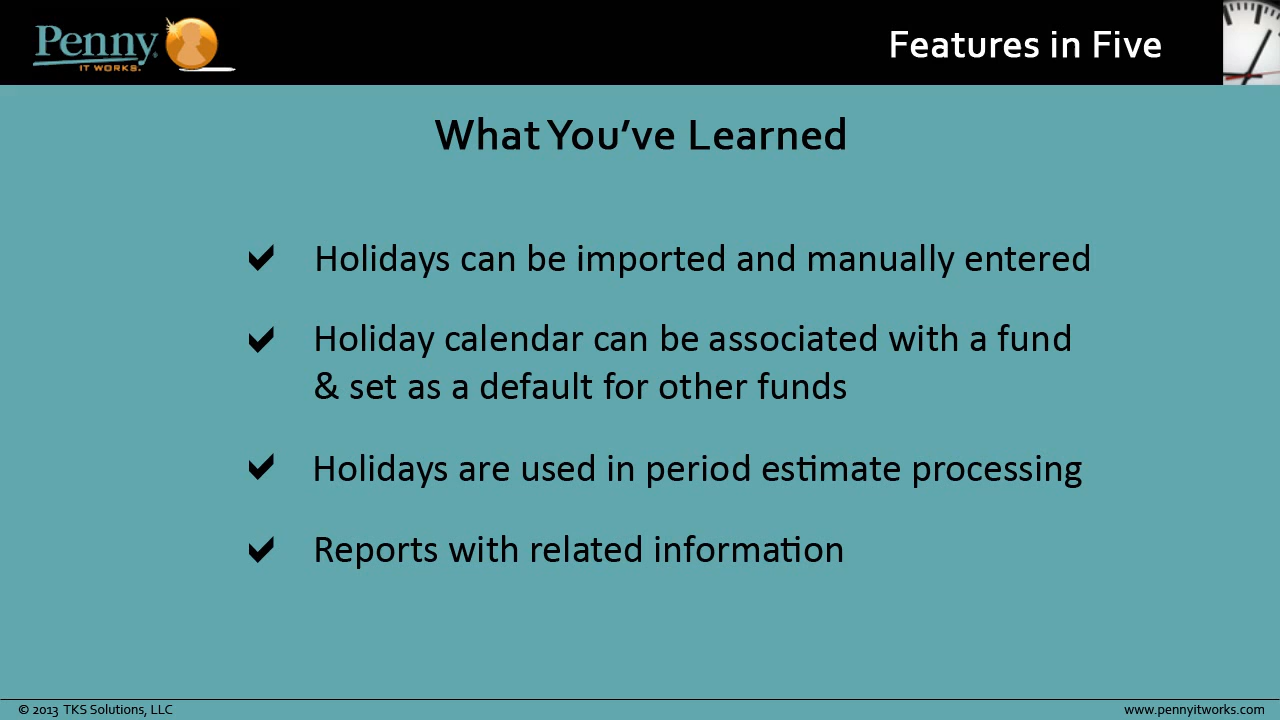 Penny
IT WORKS.
Features in Five
What You've Learned
Holidays can be imported and manually entered
Holiday calendar can be associated with a fund
& set as a default for other funds
Holidays are used in period estimate processing
Reports with related information
© 2013 TKS Solutions, LLC
www.pennyitworks.com